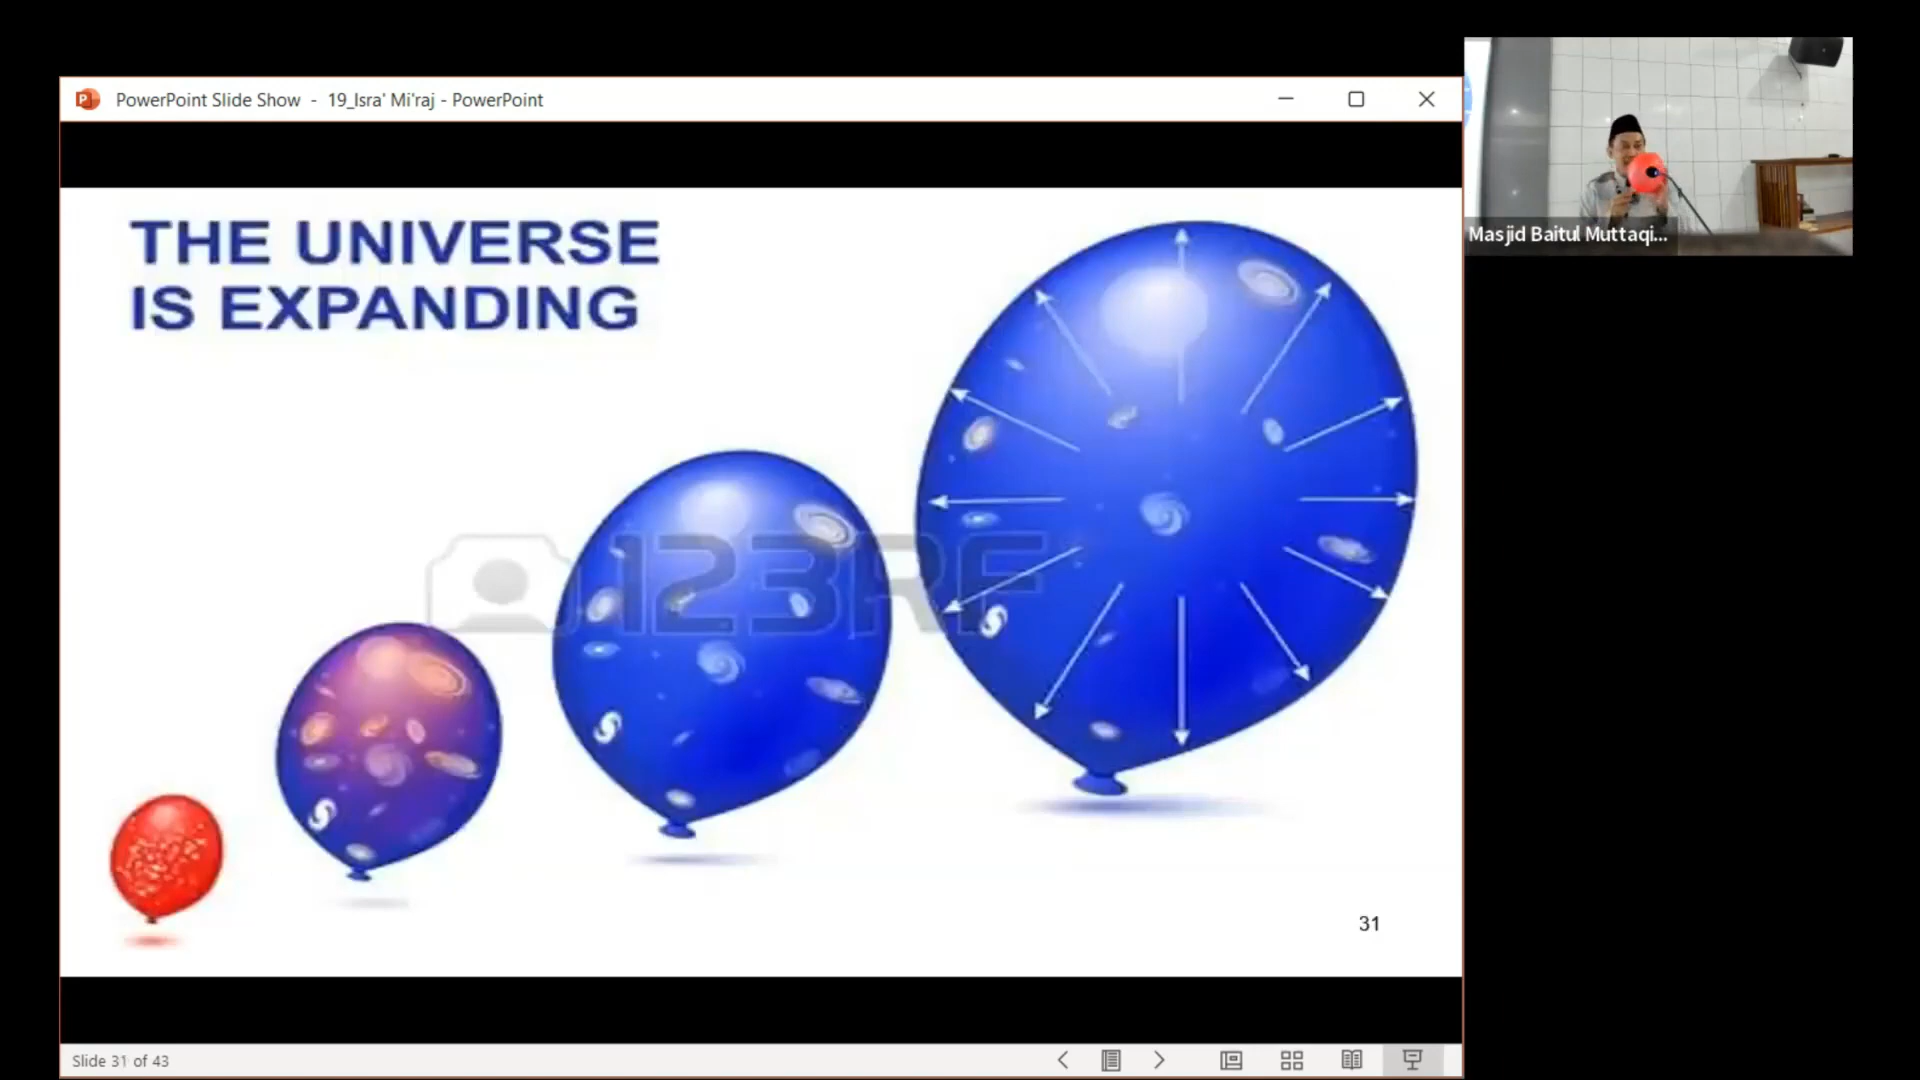 PowerPoint Slide Show - 19_Isra' Mi'raj - PowerPoint
Masjid Baitul Muttaqi...
THE UNIVERSE
IS EXPANDING
123RF
31
Slide 31 of 43